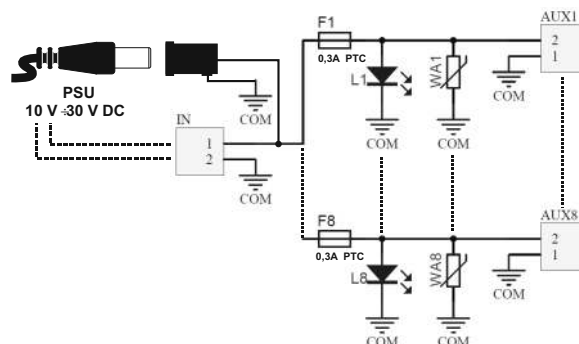 AUX1
F1
2
1
0,3A PTC
L1
WA1
COM
COM
COM
COM
PSU
10 V ÷30 V DC
IN
1
2
COM
AUX8
F8
2
1
0,3A PTC
L8
WA8
COM
COM
COM